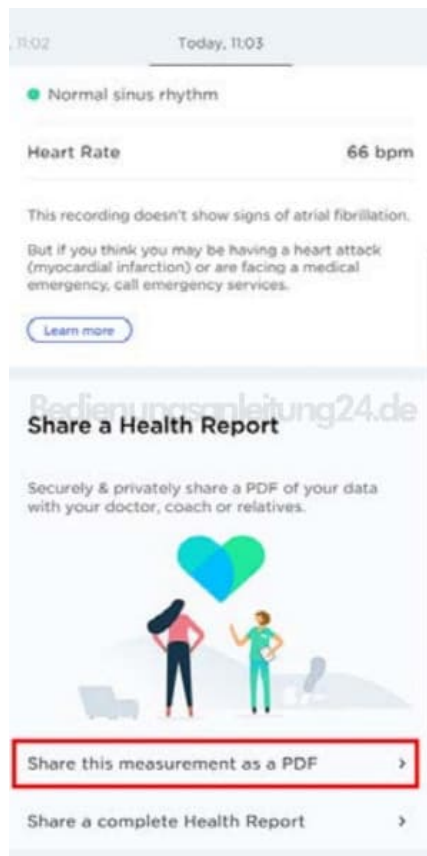 , 11:02 Today, 11:03
Normal sinus rhythm
Heart Rate 66 bpm
This recording doesn't show signs of atrial fibrillation.
But if you think you may be having a heart attack
(myocardial infarction) or are facing a medical
emergency, call emergency services.
Learn more
Bedienungsanleitung24.de
Share a Health Report
Securely & privately share a PDF of your data
with your doctor, coach or relatives.
Share this measurement as a PDF >
Share a complete Health Report >